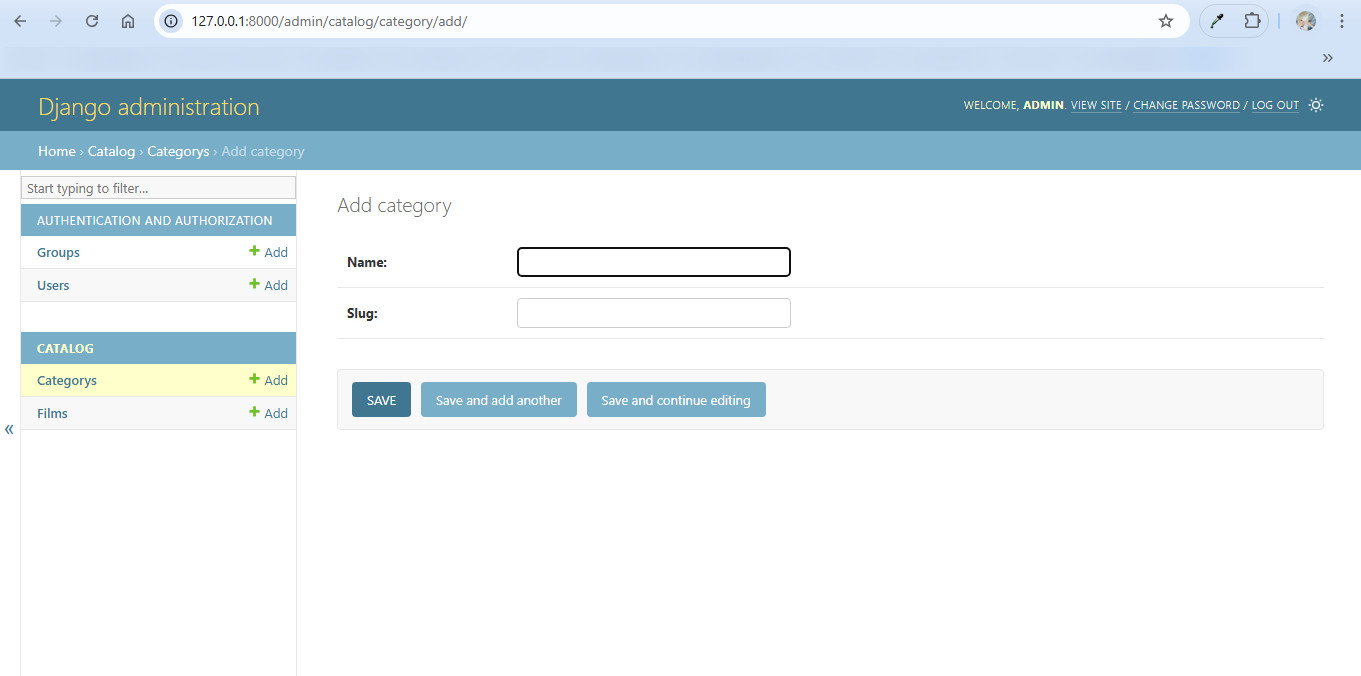 127.0.0.1:8000/admin/catalog/category/add/
»
Django administration
WELCOME, ADMIN. VIEW SITE / CHANGE PASSWORD / LOG OUT
Home › Catalog › Categorys › Add category
Start typing to filter...
AUTHENTICATION AND AUTHORIZATION
Groups + Add
Users + Add
CATALOG
Categorys + Add
Films + Add
«
Add category
Name:
Slug:
SAVE Save and add another Save and continue editing